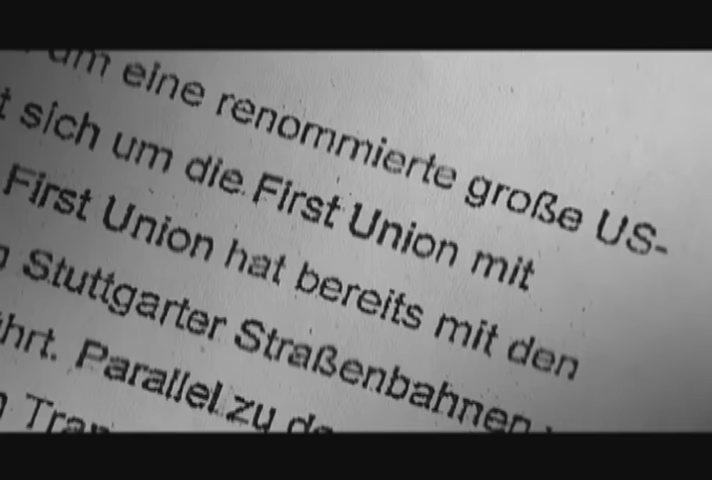 um eine renommierte große US-
t sich um die First Union mit
First Union hat bereits mit den
Stuttgarter Straßenbahnen
hrt. Parallel zu